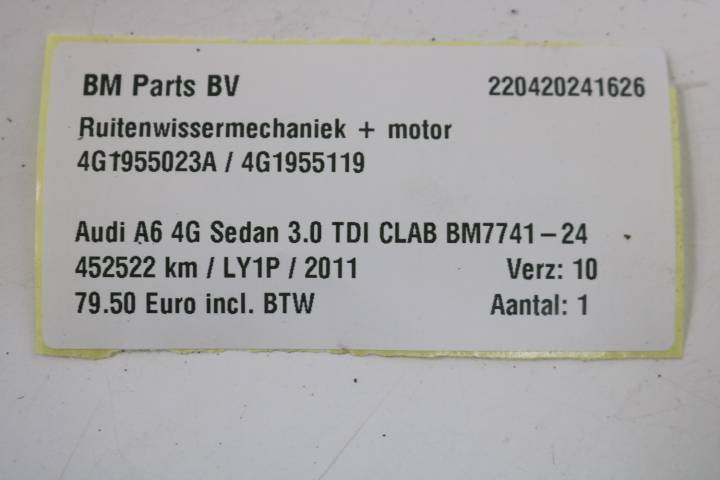 BM Parts BV 220420241626
Ruitenwissermechaniek + motor
4G1955023A / 4G1955119
Audi A6 4G Sedan 3.0 TDI CLAB BM7741-24
452522 km / LY1P / 2011 Verz: 10
79.50 Euro incl. BTW Aantal: 1